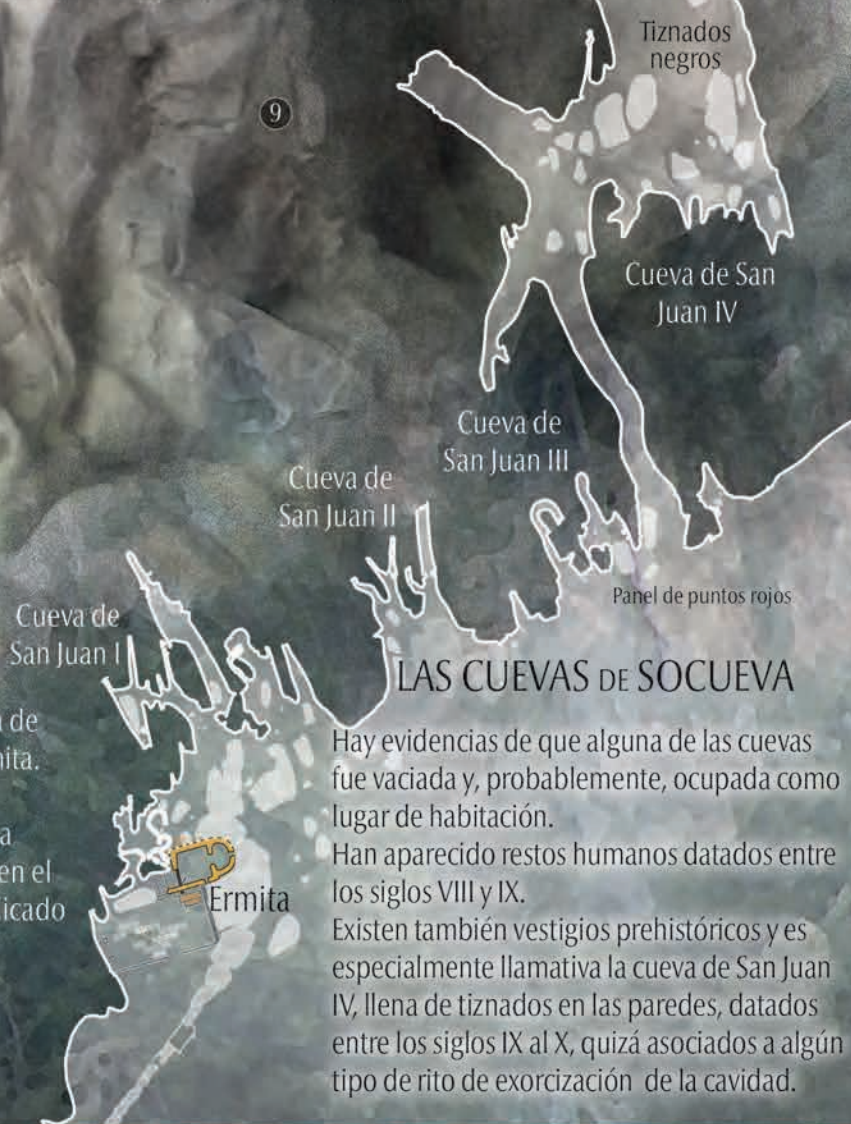 Tiznados
negros
9
Cueva de San
Juan IV
Cueva de
San Juan III
Cueva de
San Juan II
Panel de puntos rojos
Cueva de
San Juan I
LAS CUEVAS DE SOCUEVA
de
Hay evidencias de que alguna de las cuevas
fue vaciada y, probablemente, ocupada como
lugar de habitación.
Han aparecido restos humanos datados entre
los siglos VIII y IX.
Existen también vestigios prehistóricos y es
especialmente llamativa la cueva de San Juan
IV, llena de tiznados en las paredes, datados
entre los siglos IX al X, quizá asociados a algún
tipo de rito de exorcización de la cavidad.
en el
Ermita